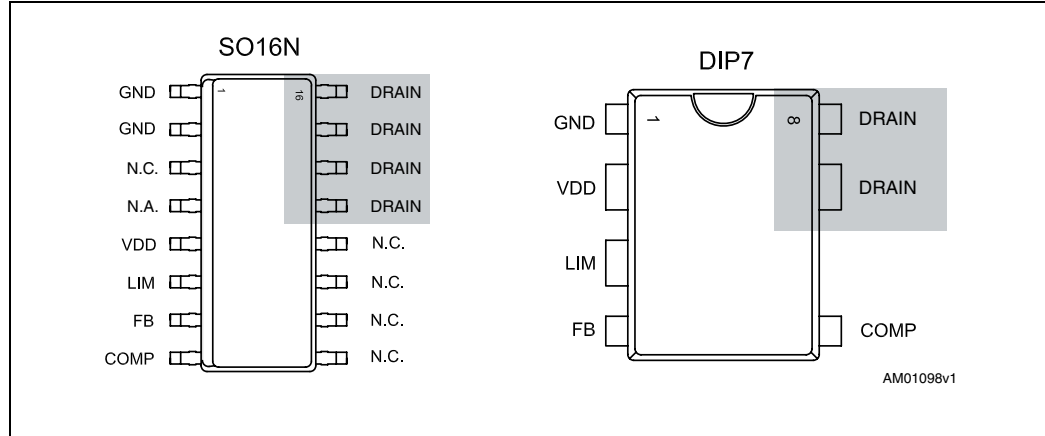 SO16N
GND 1 16 DRAIN
GND DRAIN
N.C. DRAIN
N.A. DRAIN
VDD N.C.
LIM N.C.
FB N.C.
COMP N.C.
DIP7
GND 1 8 DRAIN
VDD DRAIN
LIM
FB COMP
AM01098v1